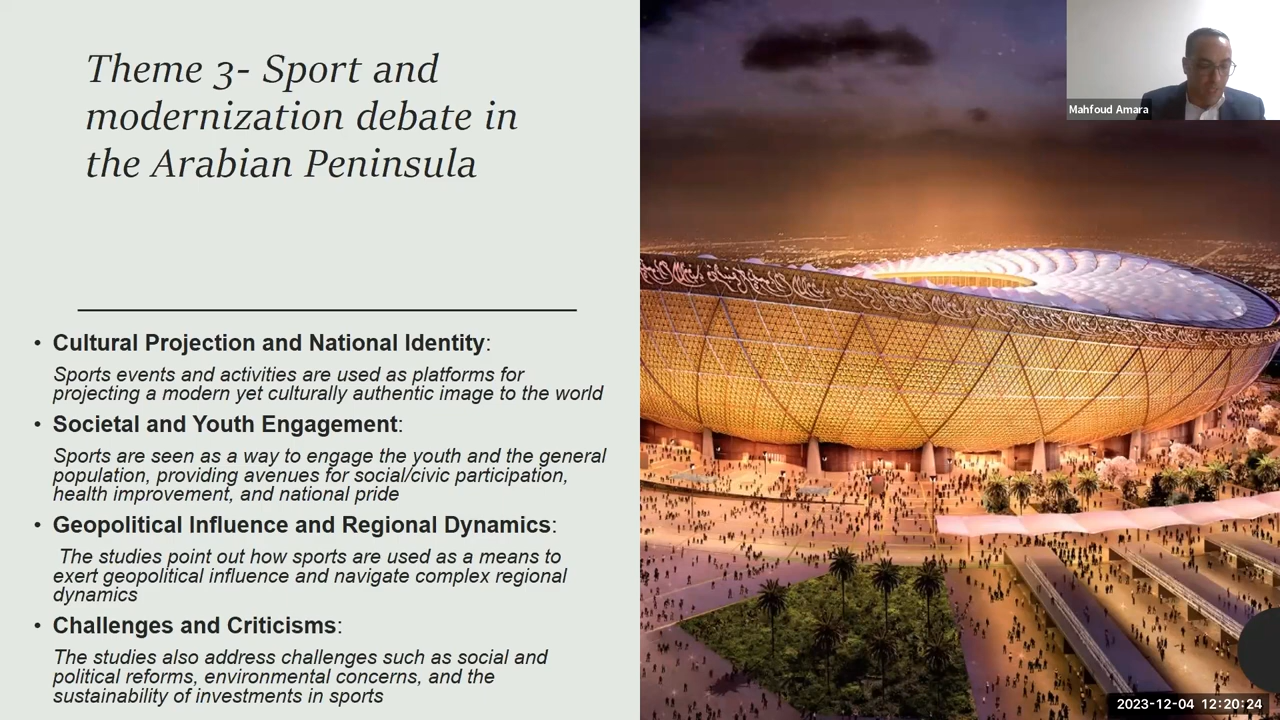 Theme 3- Sport and
modernization debate in
the Arabian Peninsula
• Cultural Projection and National Identity:
Sports events and activities are used as platforms for
projecting a modern yet culturally authentic image to the world
• Societal and Youth Engagement:
Sports are seen as a way to engage the youth and the general
population, providing avenues for social/civic participation,
health improvement, and national pride
• Geopolitical Influence and Regional Dynamics:
The studies point out how sports are used as a means to
exert geopolitical influence and navigate complex regional
dynamics
• Challenges and Criticisms:
The studies also address challenges such as social and
political reforms, environmental concerns, and the
sustainability of investments in sports
Mahfoud Amara
2023-12-04 12:20:24